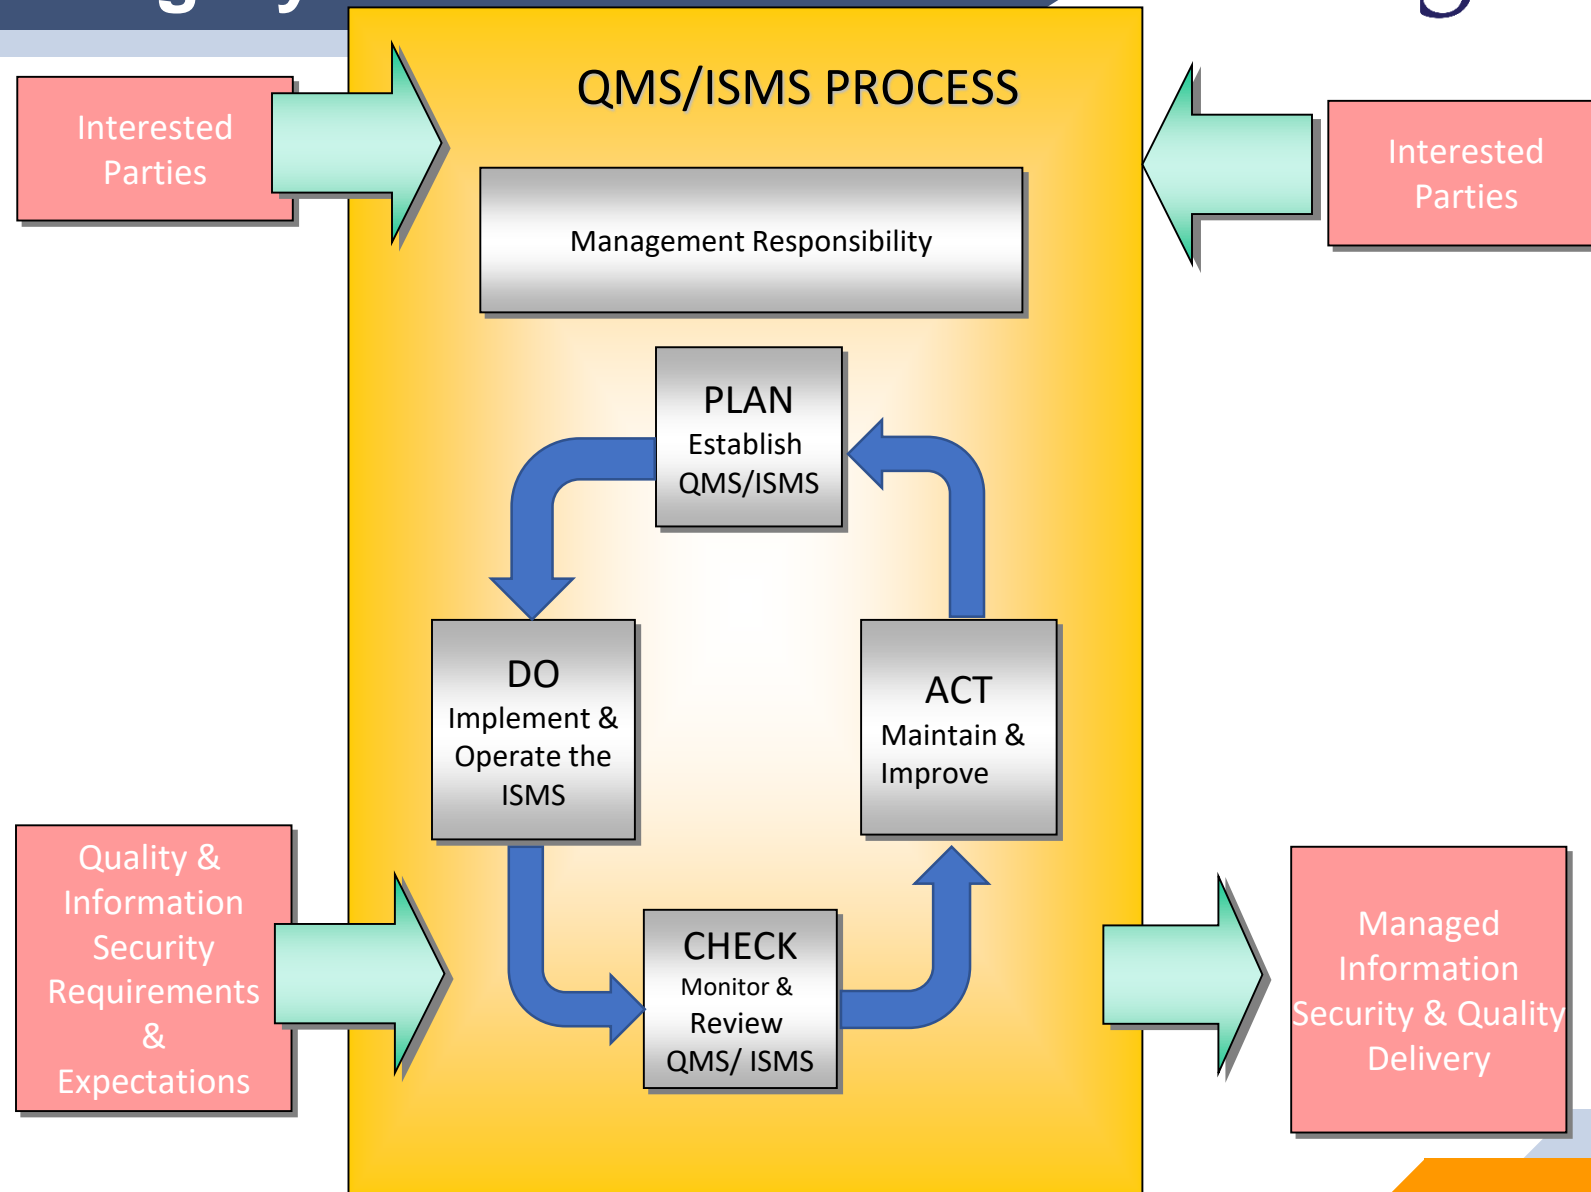 QMS/ISMS PROCESS
Interested
Parties
Interested
Parties
Management Responsibility
PLAN
Establish
QMS/ISMS
DO
Implement &
Operate the
ISMS
ACT
Maintain &
Improve
CHECK
Monitor &
Review
QMS/ ISMS
Quality &
Information
Security
Requirements
&
Expectations
Managed
Information
Security & Quality
Delivery